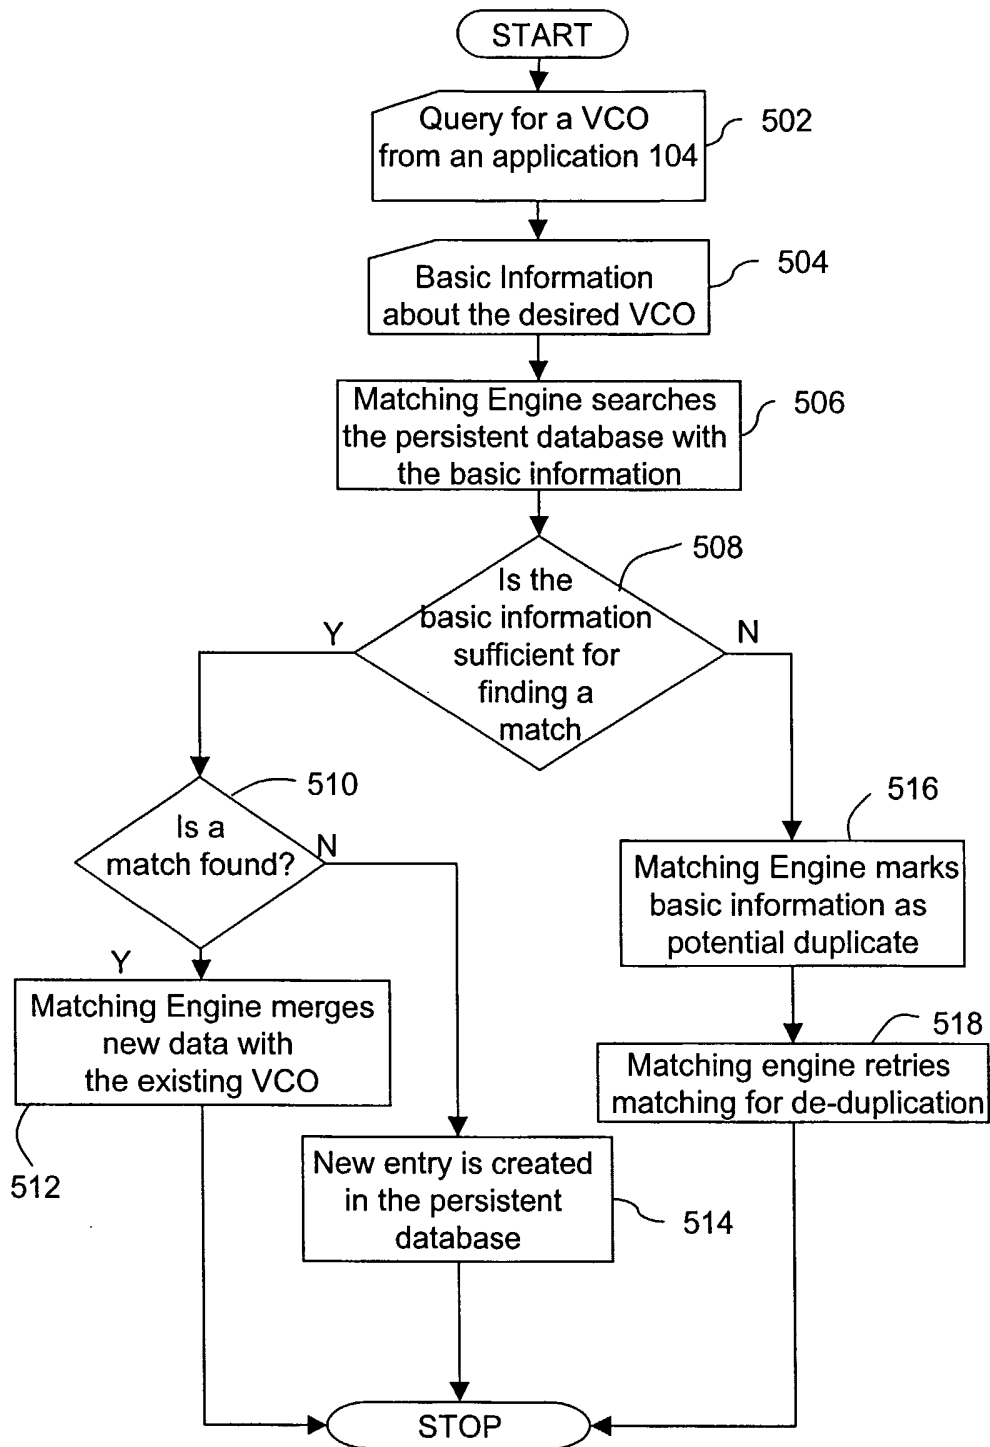 START
Query for a VCO
from an application 104
502
Basic Information
about the desired VCO
504
Matching Engine searches
the persistent database with
the basic information
506
508
Is the
basic information
sufficient for
finding a
match
Y
N
510
Is a
match found?
N
Y
516
Matching Engine marks
basic information as
potential duplicate
Matching Engine merges
new data with
the existing VCO
512
518
Matching engine retries
matching for de-duplication
New entry is created
in the persistent
database
514
STOP